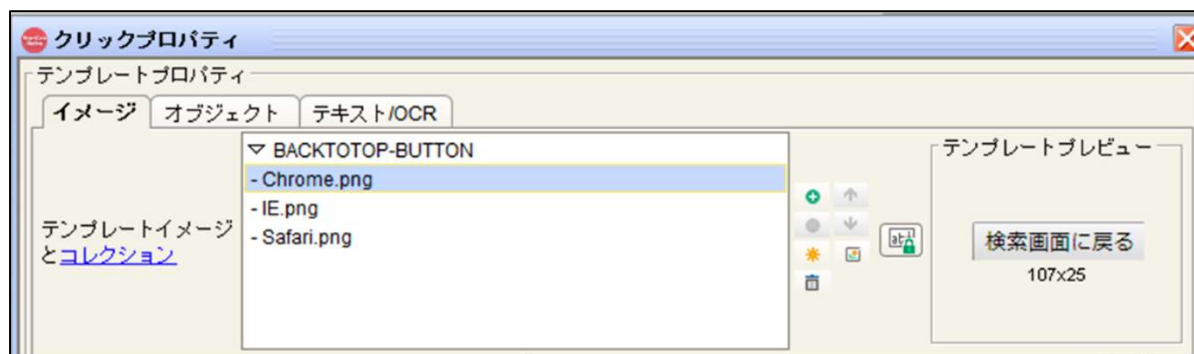 クリックプロパティ
テンプレートプロパティ
イメージ オブジェクト テキスト/OCR
テンプレートイメージ
とコレクション
▽ BACKTOTOP-BUTTON
- Chrome.png
- IE.png
- Safari.png
テンプレートプレビュー
検索画面に戻る
107x25